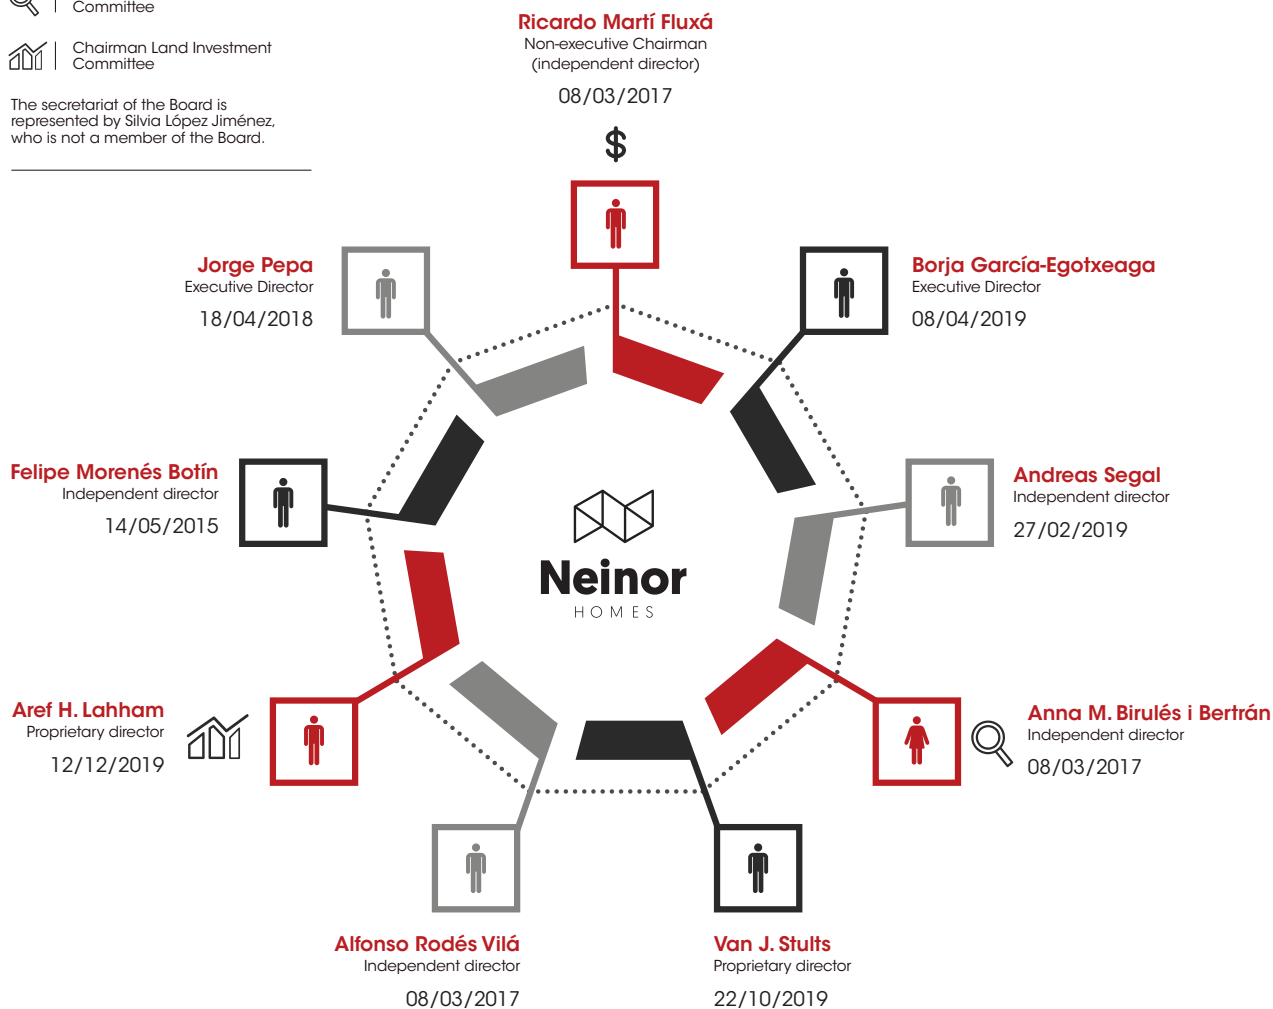 Committee
Chairman Land Investment
Committee
The secretariat of the Board is
represented by Silvia López Jiménez,
who is not a member of the Board.
Ricardo Martí Fluxá
Non-executive Chairman
(independent director)
08/03/2017
$
Jorge Pepa
Executive Director
18/04/2018
Borja García-Egotxeaga
Executive Director
08/04/2019
Felipe Morenés Botín
Independent director
14/05/2015
Andreas Segal
Independent director
27/02/2019
Neinor
HOMES
Aref H. Lahham
Proprietary director
12/12/2019
Anna M. Birulés i Bertrán
Independent director
08/03/2017
Alfonso Rodés Vilá
Independent director
08/03/2017
Van J. Stults
Proprietary director
22/10/2019